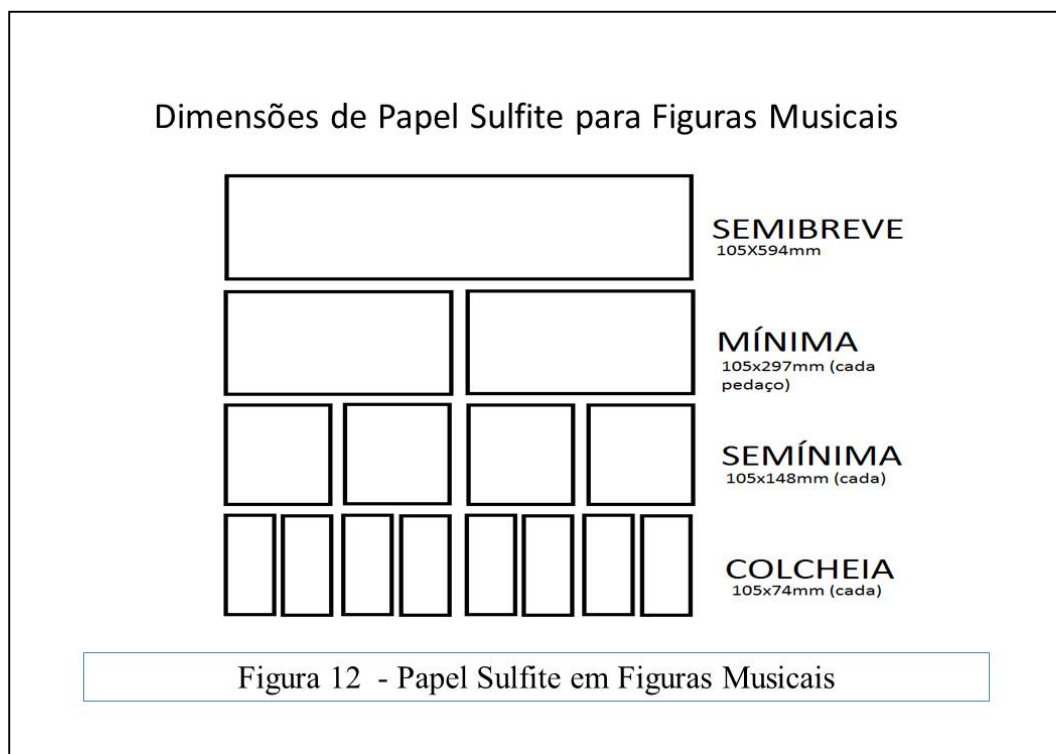 Dimensões de Papel Sulfite para Figuras Musicais
SEMIBREVE
105X594mm
MÍNIMA
105x297mm (cada
pedaço)
SEMÍNIMA
105x148mm (cada)
COLCHEIA
105x74mm (cada)
Figura 12 - Papel Sulfite em Figuras Musicais